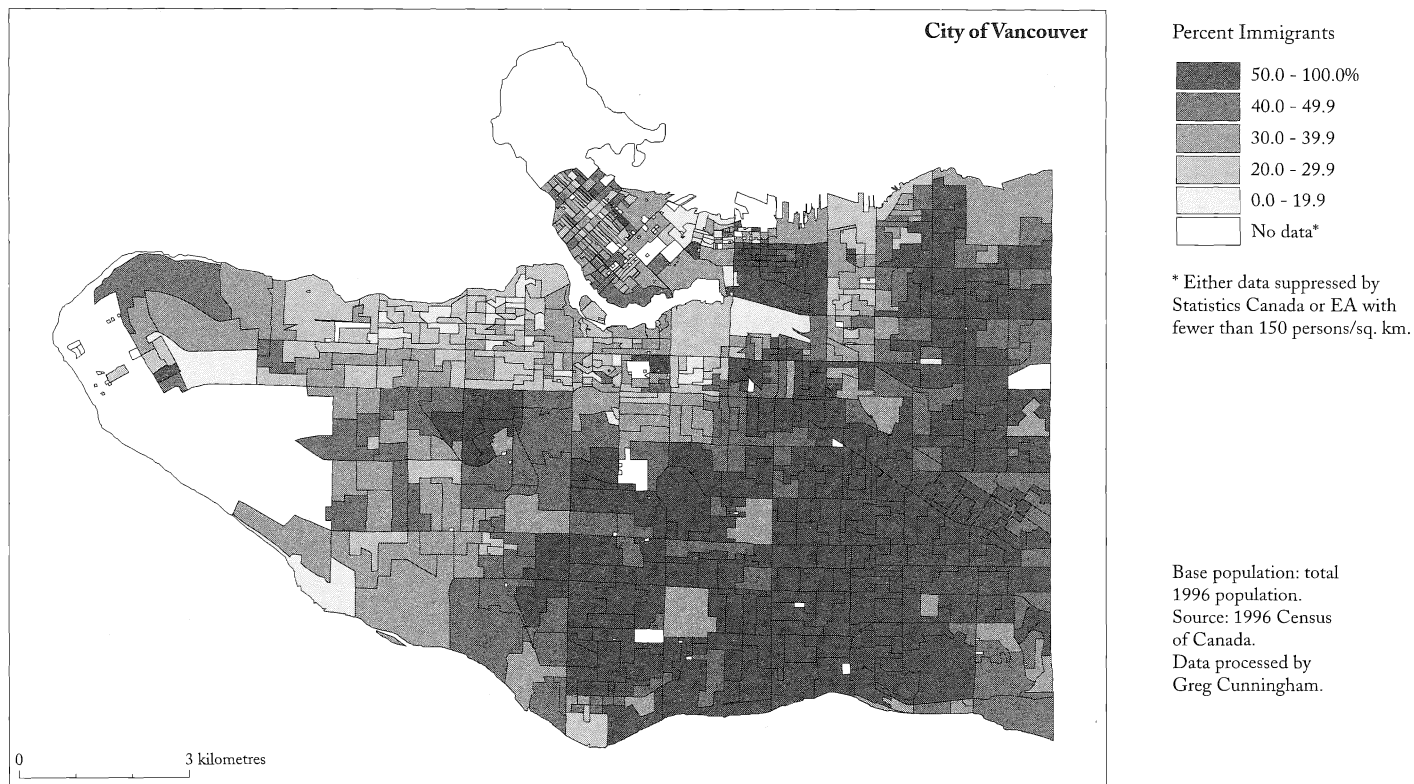 City of Vancouver
Percent Immigrants
50.0 - 100.0%
40.0 - 49.9
30.0 - 39.9
20.0 - 29.9
0.0 - 19.9
No data*
* Either data suppressed by
Statistics Canada or EA with
fewer than 150 persons/sq. km.
Base population: total
1996 population.
Source: 1996 Census
of Canada.
Data processed by
Greg Cunningham.
0 3 kilometres